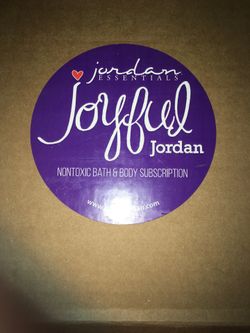 jordan
ESSENTIALS
Joyful
Jordan
NONTOXIC BATH & BODY SUBSCRIPTION